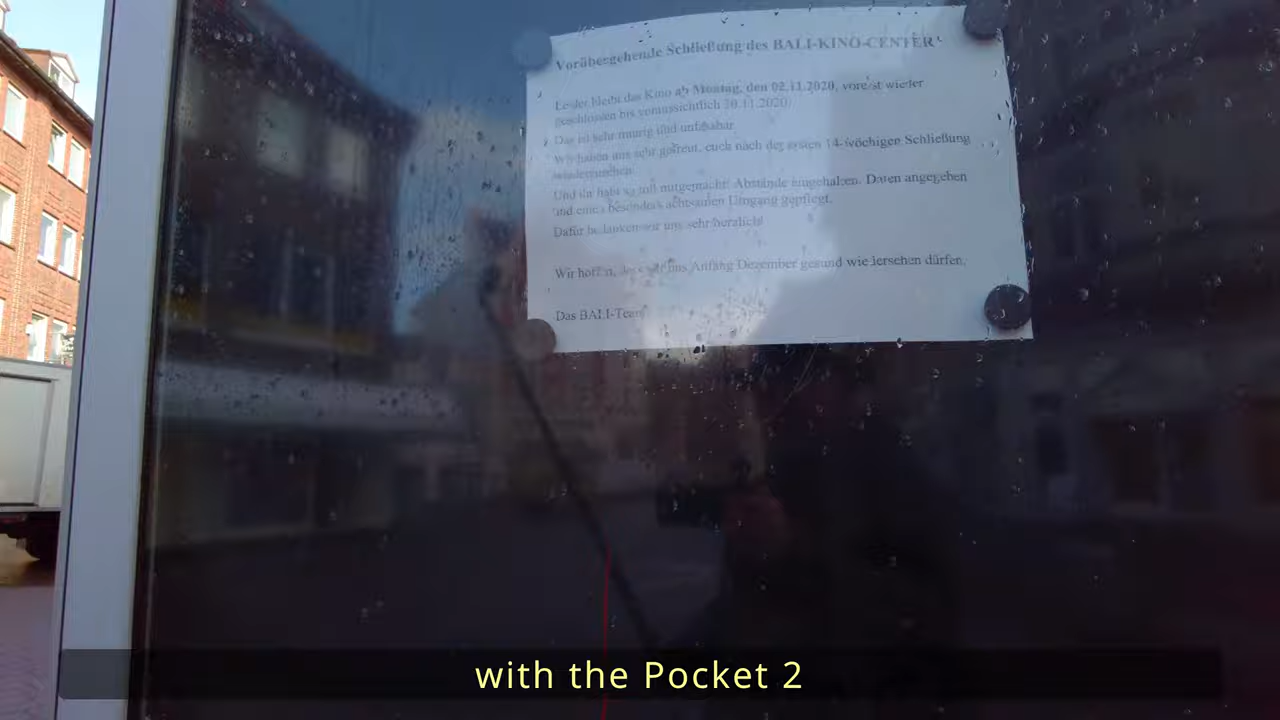 Vorübergehende Schließung des BALI-KINO-CENTER
Leider bleibt das Kino ab Montag, den 02.11.2020, vorerst wieder
geschlossen bis voraussichtlich 30.11.2020.
Das ist sehr traurig und unfassbar.
Wir haben uns sehr gefreut, euch nach der ersten 14-wöchigen Schließung
wiederzusehen.
Und ihr habt so toll mitgemacht! Abstände eingehalten. Daten angegeben
und einen besonders achtsamen Umgang gepflegt.
Dafür bedanken wir uns sehr herzlich!
Wir hoffen, uns Anfang Dezember gesund wiedersehen dürfen.
Das BALI-Team
with the Pocket 2